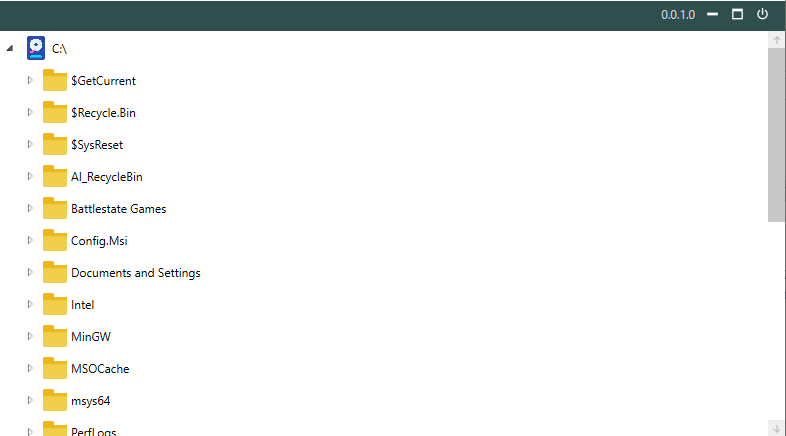 0.0.1.0
C:\
$GetCurrent
$Recycle.Bin
$SysReset
AI_RecycleBin
Battlestate Games
Config.Msi
Documents and Settings
Intel
MinGW
MSOCache
msys64
PerfLogs